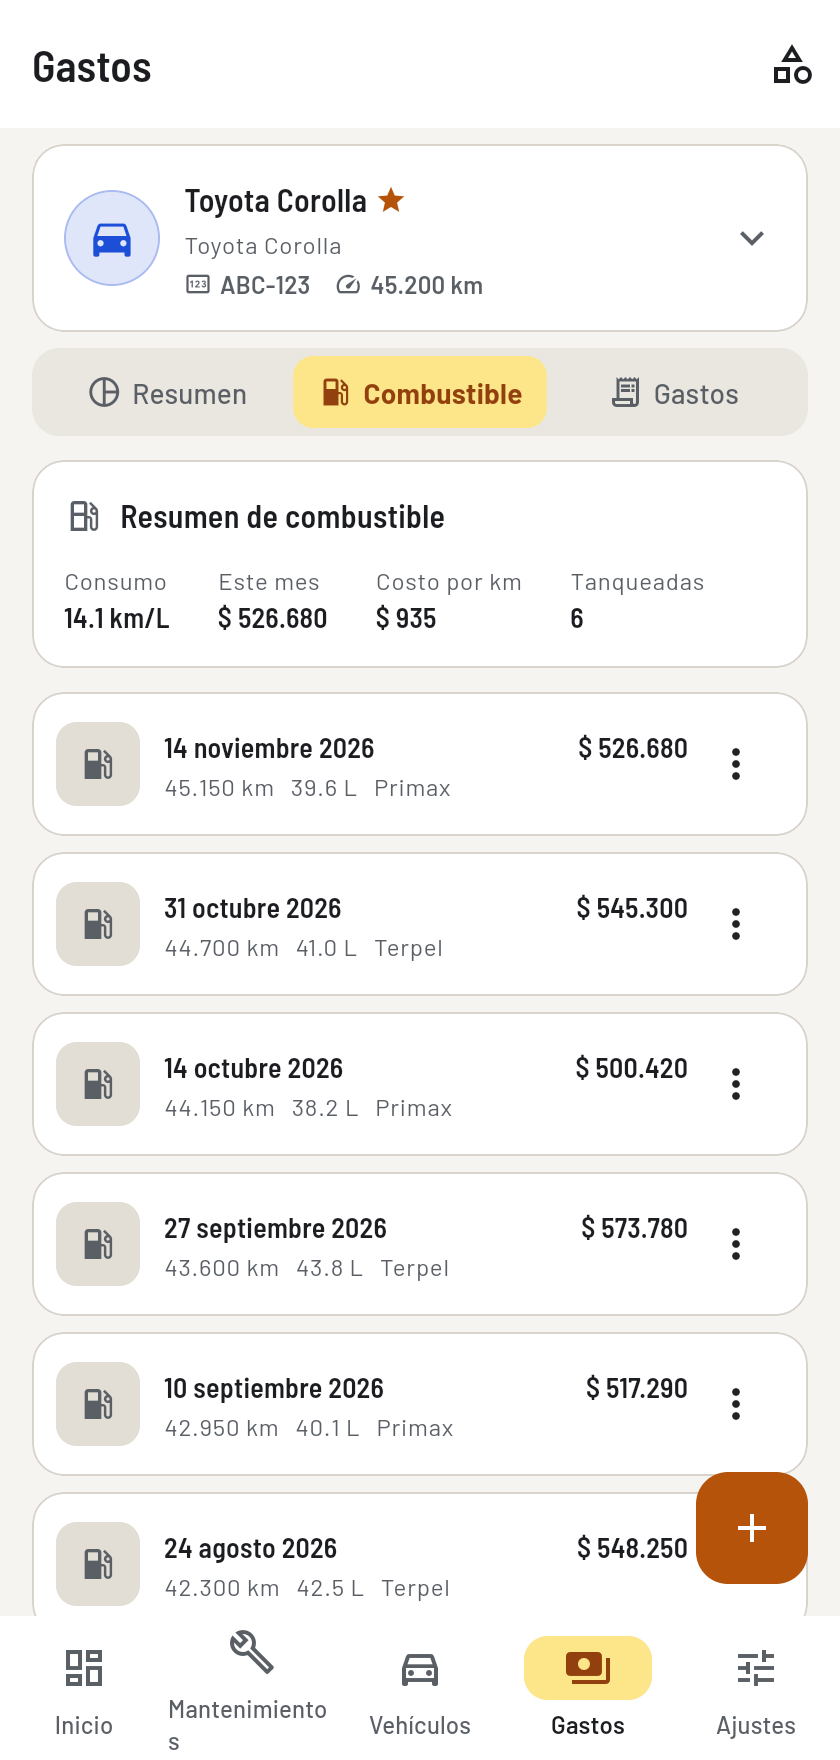 Gastos
Toyota Corolla
Toyota Corolla
123 ABC-123 45.200 km
Resumen Combustible Gastos
Resumen de combustible
Consumo Este mes Costo por km Tanqueadas
14.1 km/L $ 526.680 $ 935 6
14 noviembre 2026 $ 526.680
45.150 km 39.6 L Primax
31 octubre 2026 $ 545.300
44.700 km 41.0 L Terpel
14 octubre 2026 $ 500.420
44.150 km 38.2 L Primax
27 septiembre 2026 $ 573.780
43.600 km 43.8 L Terpel
10 septiembre 2026 $ 517.290
42.950 km 40.1 L Primax
24 agosto 2026 $ 548.250
42.300 km 42.5 L Terpel
Inicio Mantenimiento
s Vehículos Gastos Ajustes